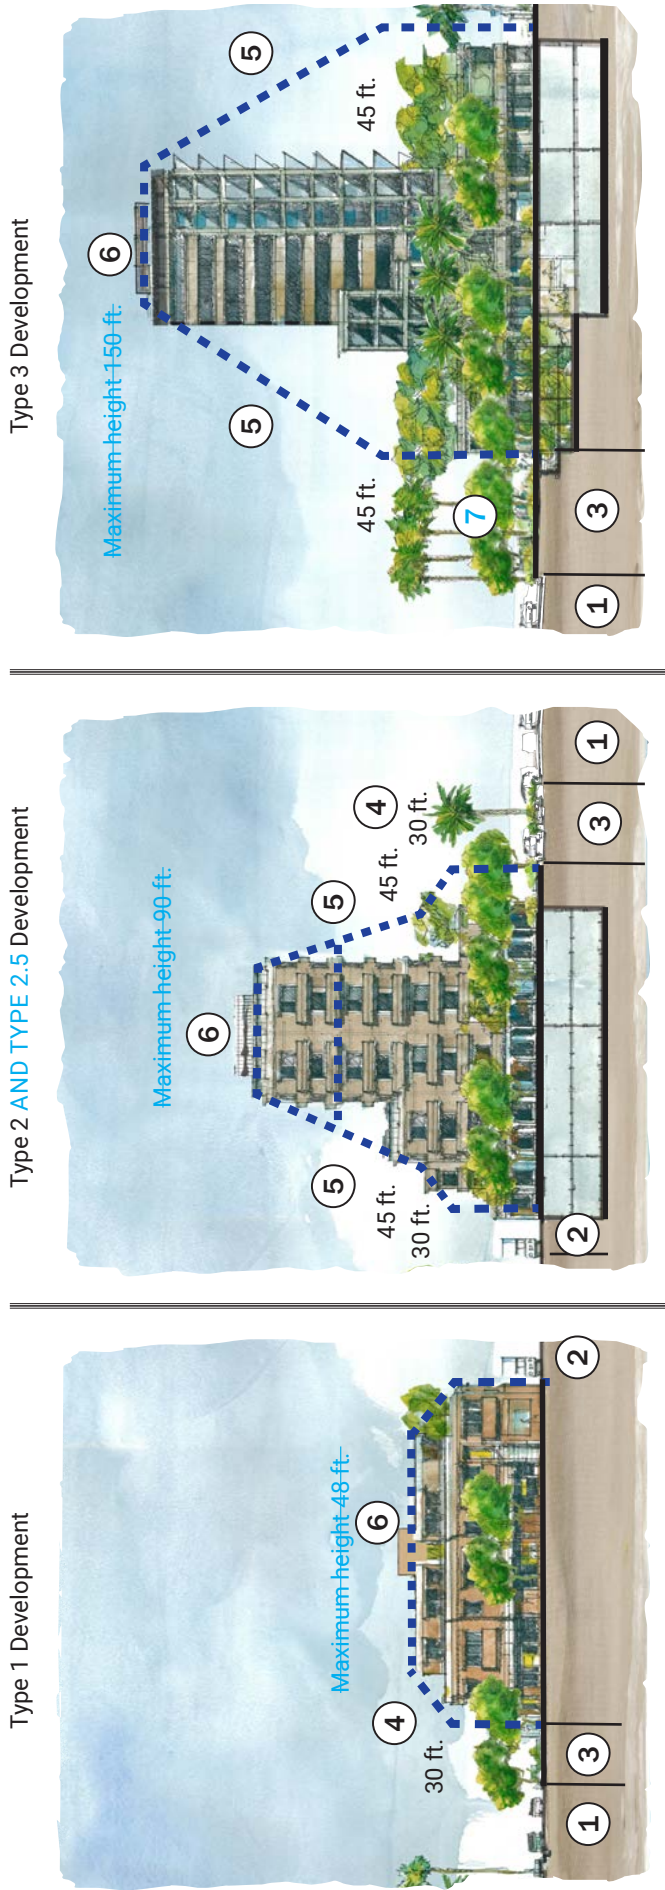 Type 1 Development
Maximum height 48 ft.
6
4
30 ft.
2
3
1
Type 2 AND TYPE 2.5 Development
Maximum height 90 ft.
6
5
5
4
45 ft.
45 ft.
30 ft.
30 ft.
2
3
1
Type 3 Development
Maximum height 150 ft.
6
5
5
45 ft.
45 ft.
7
3
1